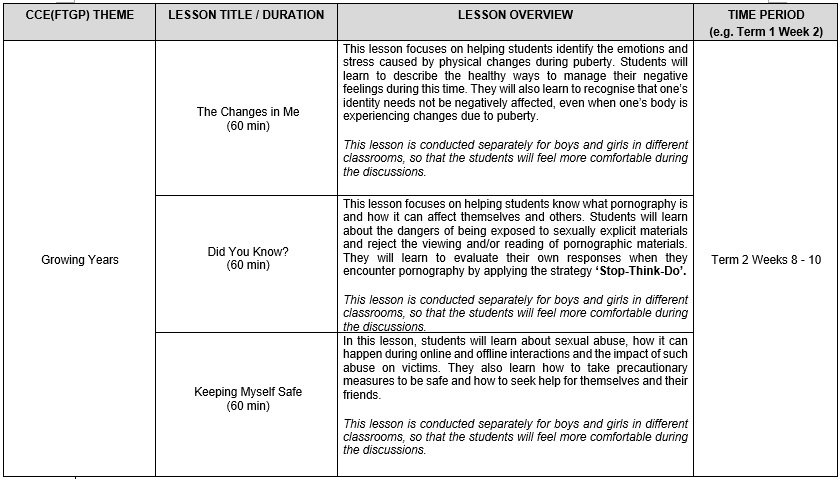 CCE(FTGP) THEME
LESSON TITLE / DURATION
LESSON OVERVIEW
TIME PERIOD
(e.g. Term 1 Week 2)
Growing Years
The Changes in Me
(60 min)
This lesson focuses on helping students identify the emotions and
stress caused by physical changes during puberty. Students will
learn to describe the healthy ways to manage their negative
feelings during this time. They will also learn to recognise that one’s
identity needs not be negatively affected, even when one’s body is
experiencing changes due to puberty.
This lesson is conducted separately for boys and girls in different
classrooms, so that the students will feel more comfortable during
the discussions.
Did You Know?
(60 min)
This lesson focuses on helping students know what pornography is
and how it can affect themselves and others. Students will learn
about the dangers of being exposed to sexually explicit materials
and reject the viewing and/or reading of pornographic materials.
They will learn to evaluate their own responses when they
encounter pornography by applying the strategy ‘Stop-Think-Do’.
This lesson is conducted separately for boys and girls in different
classrooms, so that the students will feel more comfortable during
the discussions.
Keeping Myself Safe
(60 min)
In this lesson, students will learn about sexual abuse, how it can
happen during online and offline interactions and the impact of such
abuse on victims. They also learn how to take precautionary
measures to be safe and how to seek help for themselves and their
friends.
This lesson is conducted separately for boys and girls in different
classrooms, so that the students will feel more comfortable during
the discussions.
Term 2 Weeks 8 - 10